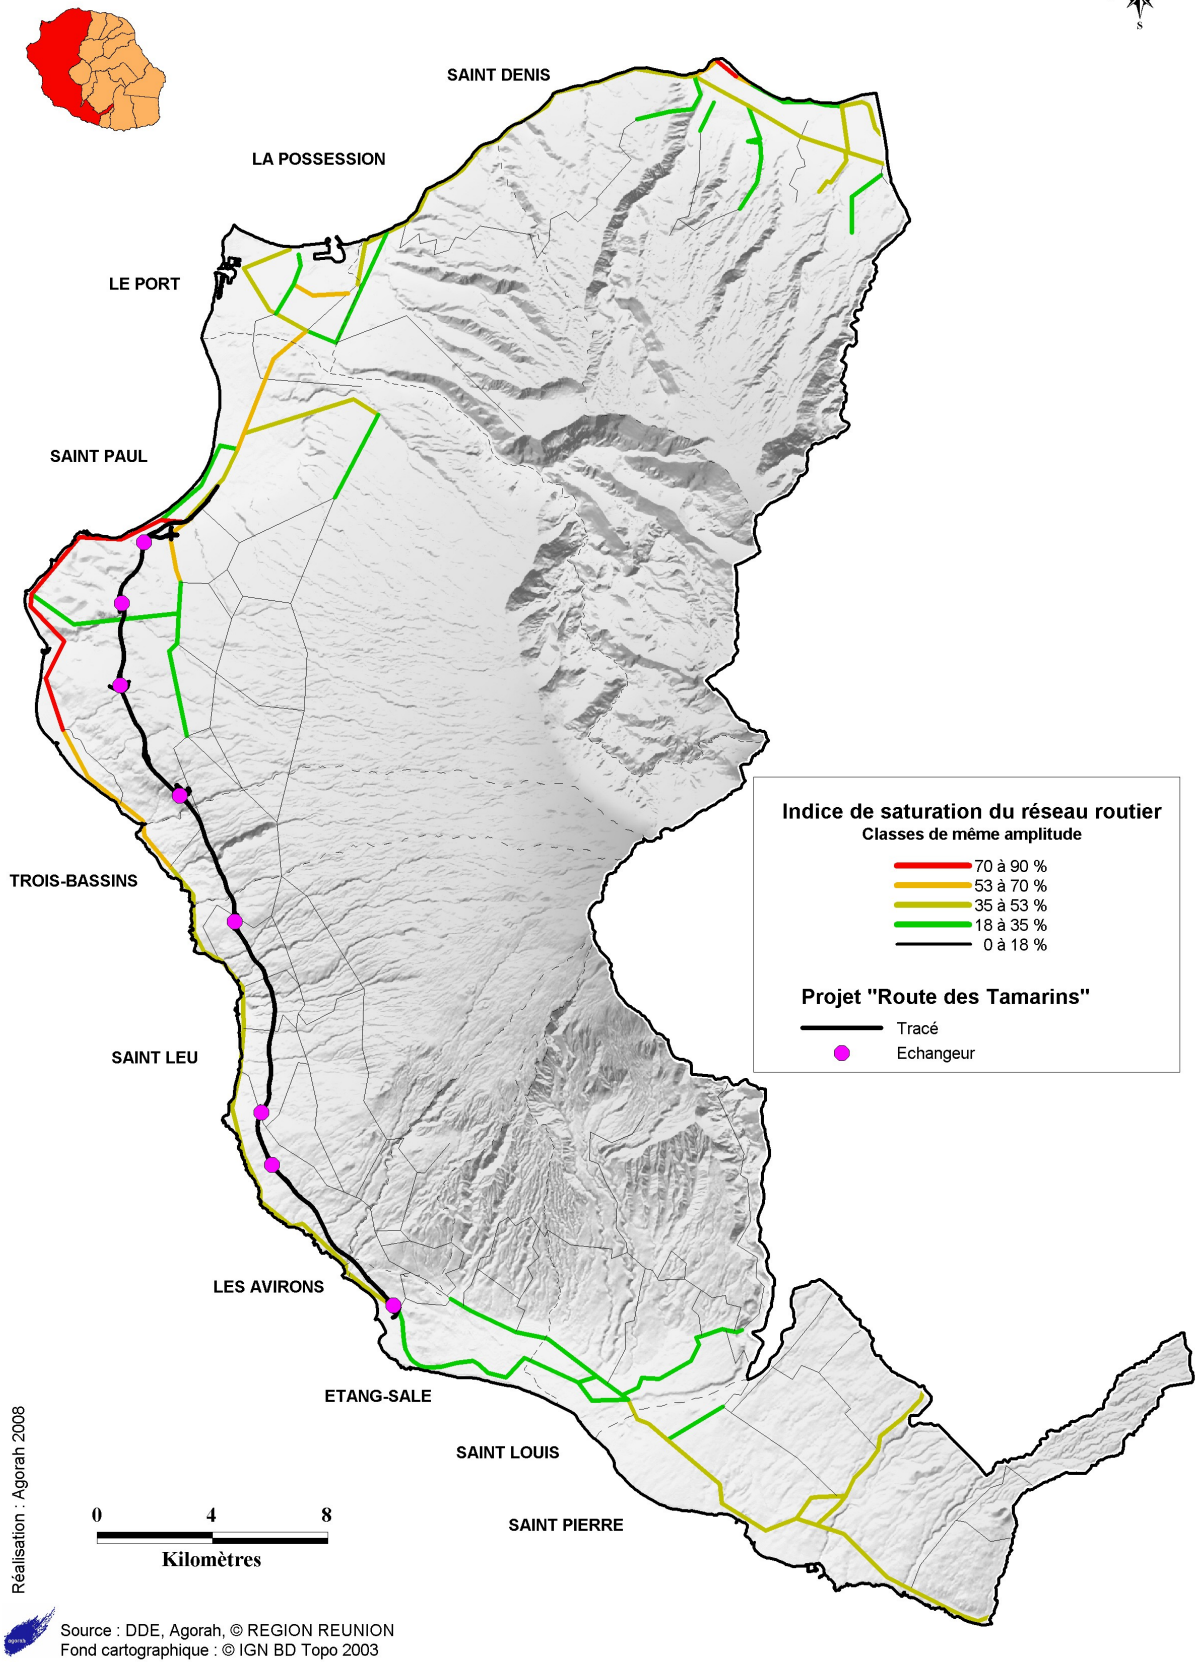 S
SAINT DENIS
LA POSSESSION
LE PORT
SAINT PAUL
TROIS-BASSINS
SAINT LEU
LES AVIRONS
ETANG-SALE
SAINT LOUIS
SAINT PIERRE
Indice de saturation du réseau routier
Classes de même amplitude
70 à 90 %
53 à 70 %
35 à 53 %
18 à 35 %
0 à 18 %
Projet "Route des Tamarins"
Tracé
Echangeur
Réalisation : Agorah 2008
0 4 8
Kilomètres
agorah
Source : DDE, Agorah, © REGION REUNION
Fond cartographique : © IGN BD Topo 2003